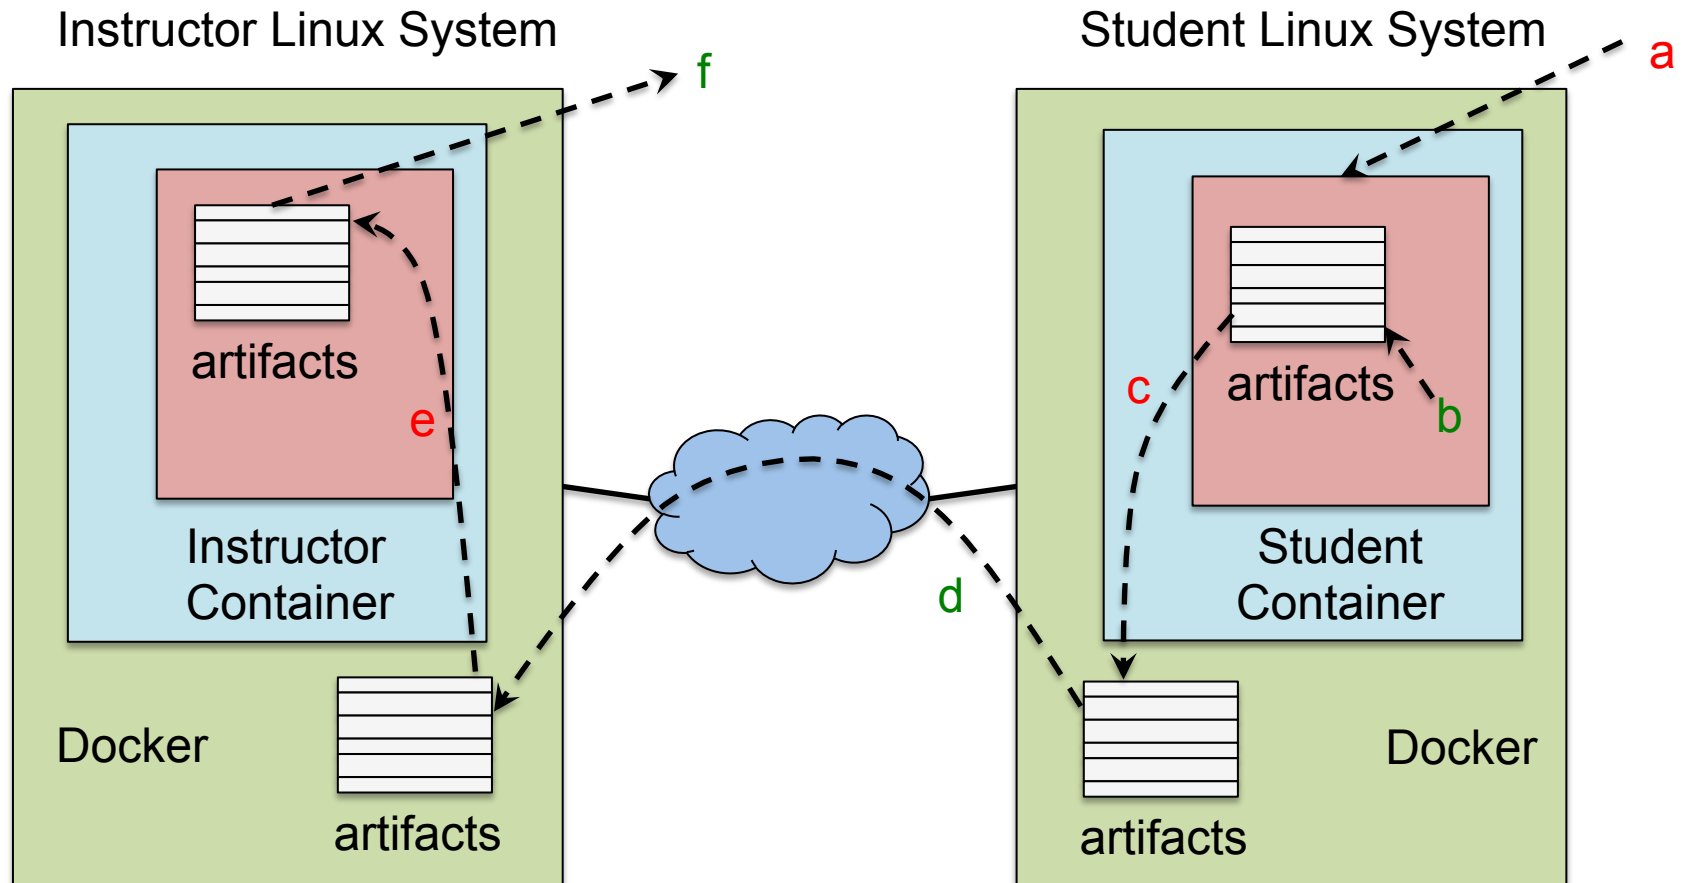 Instructor Linux System
f
artifacts
e
Instructor
Container
Docker
artifacts
d
Student Linux System
a
artifacts
c
b
Student
Container
Docker
artifacts